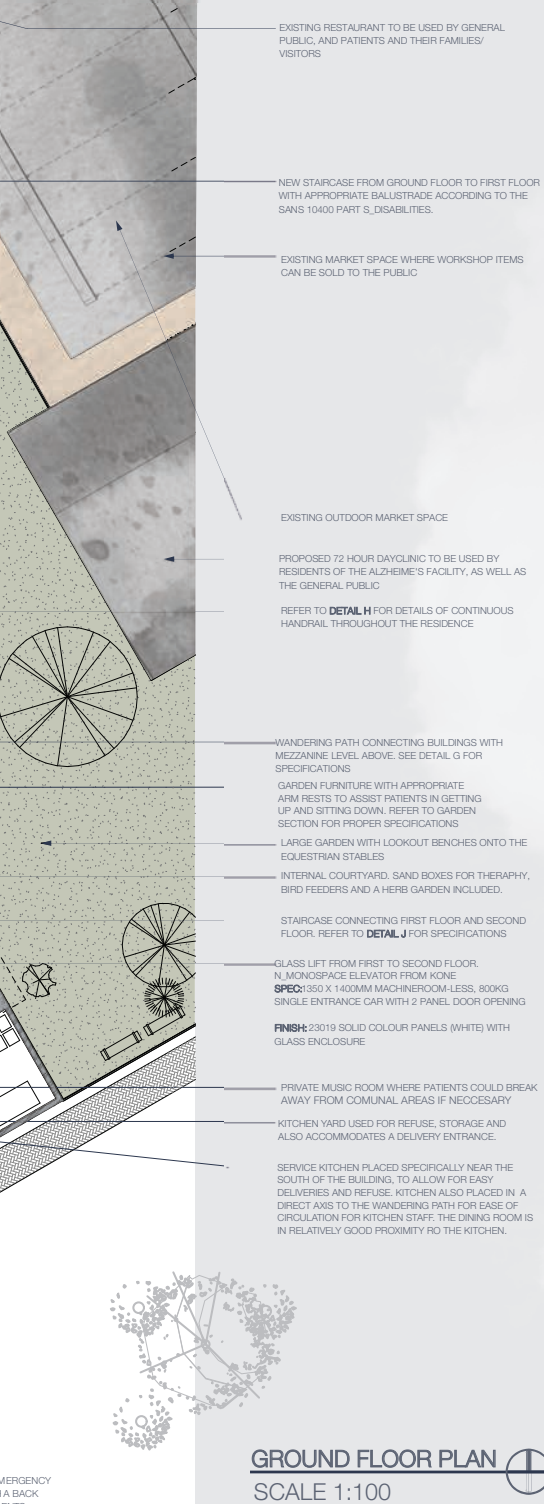 EXISTING RESTAURANT TO BE USED BY GENERAL
PUBLIC, AND PATIENTS AND THEIR FAMILIES/
VISITORS
NEW STAIRCASE FROM GROUND FLOOR TO FIRST FLOOR
WITH APPROPRIATE BALUSTRADE ACCORDING TO THE
SANS 10400 PART S_DISABILITIES.
EXISTING MARKET SPACE WHERE WORKSHOP ITEMS
CAN BE SOLD TO THE PUBLIC
EXISTING OUTDOOR MARKET SPACE
PROPOSED 72 HOUR DAYCLINIC TO BE USED BY
RESIDENTS OF THE ALZHEIME'S FACILITY, AS WELL AS
THE GENERAL PUBLIC
REFER TO DETAIL H FOR DETAILS OF CONTINUOUS
HANDRAIL THROUGHOUT THE RESIDENCE
WANDERING PATH CONNECTING BUILDINGS WITH
MEZZANINE LEVEL ABOVE. SEE DETAIL G FOR
SPECIFICATIONS
GARDEN FURNITURE WITH APPROPRIATE
ARM RESTS TO ASSIST PATIENTS IN GETTING
UP AND SITTING DOWN. REFER TO GARDEN
SECTION FOR PROPER SPECIFICATIONS
LARGE GARDEN WITH LOOKOUT BENCHES ONTO THE
EQUESTRIAN STABLES
INTERNAL COURTYARD. SAND BOXES FOR THERAPHY,
BIRD FEEDERS AND A HERB GARDEN INCLUDED.
STAIRCASE CONNECTING FIRST FLOOR AND SECOND
FLOOR. REFER TO DETAIL J FOR SPECIFICATIONS
GLASS LIFT FROM FIRST TO SECOND FLOOR.
N_MONOSPACE ELEVATOR FROM KONE
SPEC:1350 X 1400MM MACHINEROOM-LESS, 800KG
SINGLE ENTRANCE CAR WITH 2 PANEL DOOR OPENING
FINISH: 23019 SOLID COLOUR PANELS (WHITE) WITH
GLASS ENCLOSURE
PRIVATE MUSIC ROOM WHERE PATIENTS COULD BREAK
AWAY FROM COMUNAL AREAS IF NECCESARY
KITCHEN YARD USED FOR REFUSE, STORAGE AND
ALSO ACCOMMODATES A DELIVERY ENTRANCE.
SERVICE KITCHEN PLACED SPECIFICALLY NEAR THE
SOUTH OF THE BUILDING, TO ALLOW FOR EASY
DELIVERIES AND REFUSE. KITCHEN ALSO PLACED IN A
DIRECT AXIS TO THE WANDERING PATH FOR EASE OF
CIRCULATION FOR KITCHEN STAFF. THE DINING ROOM IS
IN RELATIVELY GOOD PROXIMITY RO THE KITCHEN.
GROUND FLOOR PLAN
SCALE 1:100
MERGENCY
A BACK